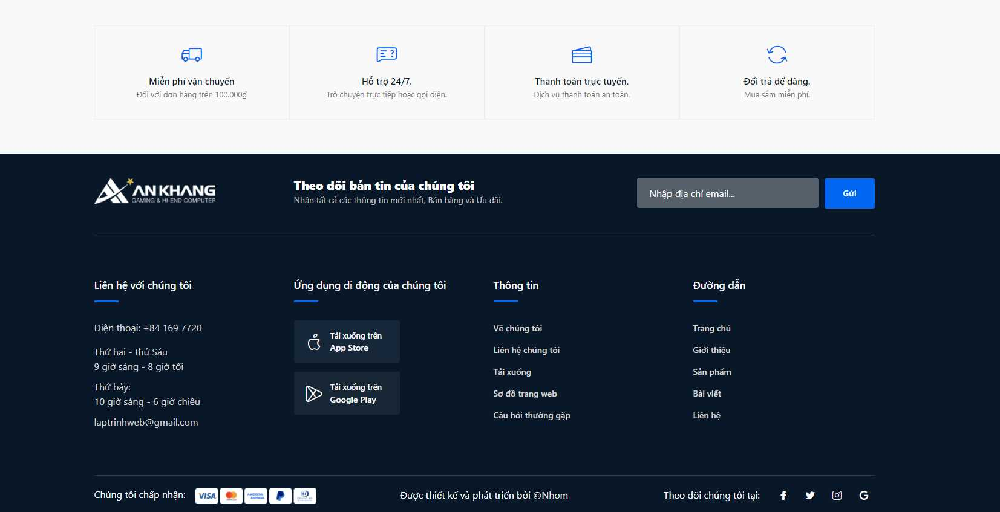 Miễn phí vận chuyển
Đối với đơn hàng trên 100.000₫
Hỗ trợ 24/7.
Trò chuyện trực tiếp hoặc gọi điện.
Thanh toán trực tuyến.
Dịch vụ thanh toán an toàn.
Đổi trả dể dàng.
Mua sắm miễn phí.
AN KHANG
GAMING & HI-END COMPUTER
Theo dõi bản tin của chúng tôi
Nhận tất cả các thông tin mới nhất, Bán hàng và Ưu đãi.
Nhập địa chỉ email...
Gửi
Liên hệ với chúng tôi
Điện thoại: +84 169 7720
Thứ hai - thứ Sáu
9 giờ sáng - 8 giờ tối
Thứ bảy:
10 giờ sáng - 6 giờ chiều
laptrinhweb@gmail.com
Ứng dụng di động của chúng tôi
Tải xuống trên
App Store
Tải xuống trên
Google Play
Thông tin
Về chúng tôi
Liên hệ chúng tôi
Tải xuống
Sơ đồ trang web
Câu hỏi thường gặp
Đường dẫn
Trang chủ
Giới thiệu
Sản phẩm
Bài viết
Liên hệ
Chúng tôi chấp nhận:
VISA
AMERICAN
EXPRESS
Được thiết kế và phát triển bởi ©Nhom
Theo dõi chúng tôi tại: